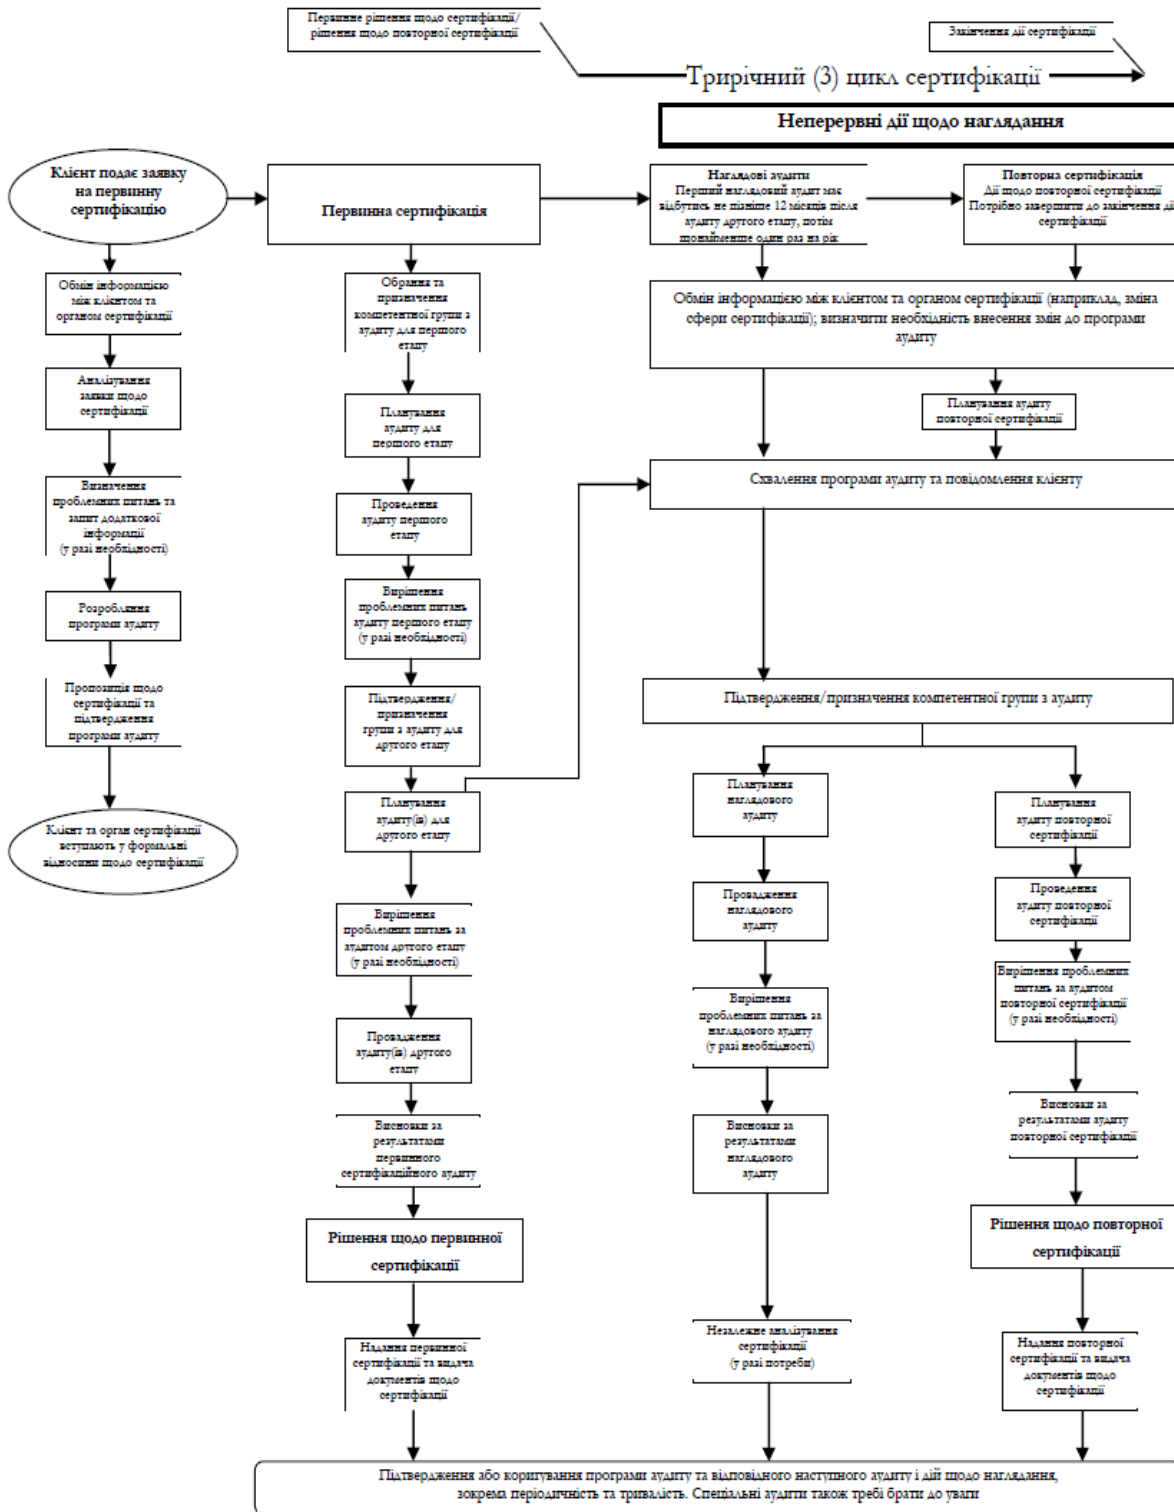 Первинне рішення щодо сертифікації/
рішення щодо повторної сертифікації
Закінчення дії сертифікації
Трирічний (3) цикл сертифікації
Неперервні дії щодо наглядання
Клієнт подає заявку
на первинну
сертифікацію
Обмін інформацією
між клієнтом та
органом сертифікації
Аналізування
заявки щодо
сертифікації
Визначення
проблемних питань та
запит додаткової
інформації
(у разі необхідності)
Розробляння
програми аудиту
Пропозиція щодо
сертифікації та
підтвердження
програми аудиту
Клієнт та орган сертифікації
вступають у формальні
відносини щодо сертифікації
Первинна сертифікація
Обрання та
призначення
компетентної групи з
аудиту для першого
етапу
Планування
аудиту для
першого етапу
Проведення
аудиту першого
етапу
Вирішення
проблемних питань
аудиту першого етапу
(у разі необхідності)
Підтвердження/
призначення
групи з аудиту для
другого етапу
Планування
аудиту(ів) для
другого етапу
Вирішення
проблемних питань за
аудитом другого етапу
(у разі необхідності)
Провадження
аудиту(ів) другого
етапу
Висновки за
результатами
первинного
сертифікаційного аудиту
Рішення щодо первинної
сертифікації
Надання первинної
сертифікації та видача
документів щодо
сертифікації
Наглядові аудити
Перший наглядовий аудит має
відбутись не пізніше 12 місяців після
аудиту другого етапу, потім
щонайменше один раз на рік
Повторна сертифікація
Дії щодо повторної сертифікації
Потрібно завершити до закінчення дії
сертифікації
Обмін інформацією між клієнтом та органом сертифікації (наприклад, зміна
сфери сертифікації); визначити необхідність внесення змін до програми
аудиту
Планування аудиту
повторної сертифікації
Схвалення програми аудиту та повідомлення клієнту
Підтвердження/призначення компетентної групи з аудиту
Планування
наглядового
аудиту
Провадження
наглядового
аудиту
Вирішення
проблемних питань за
наглядового аудиту
(у разі необхідності)
Висновки за
результатами
наглядового
аудиту
Незалежне аналізування
сертифікації
(у разі потреби)
Планування
аудиту повторної
сертифікації
Проведення
аудиту повторної
сертифікації
Вирішення проблемних
питань за аудитом
повторної сертифікації
(у разі необхідності)
Висновки за
результатами аудиту
повторної сертифікації
Рішення щодо повторної
сертифікації
Надання повторної
сертифікації та видача
документів щодо
сертифікації
Підтвердження або коригування програми аудиту та відповідного наступного аудиту і дій щодо наглядання,
зокрема періодичність та тривалість. Спеціальні аудити також требі брати до уваги